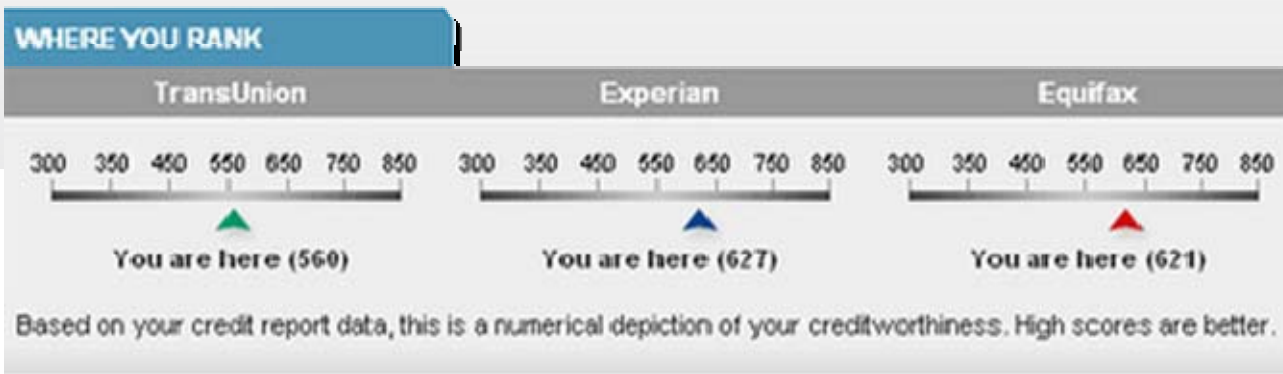 WHERE YOU RANK
TransUnion Experian Equifax
300 350 450 550 650 750 850 300 350 450 550 650 750 850 300 350 450 550 650 750 850
You are here (560) You are here (627) You are here (621)
Based on your credit report data, this is a numerical depiction of your creditworthiness. High scores are better.